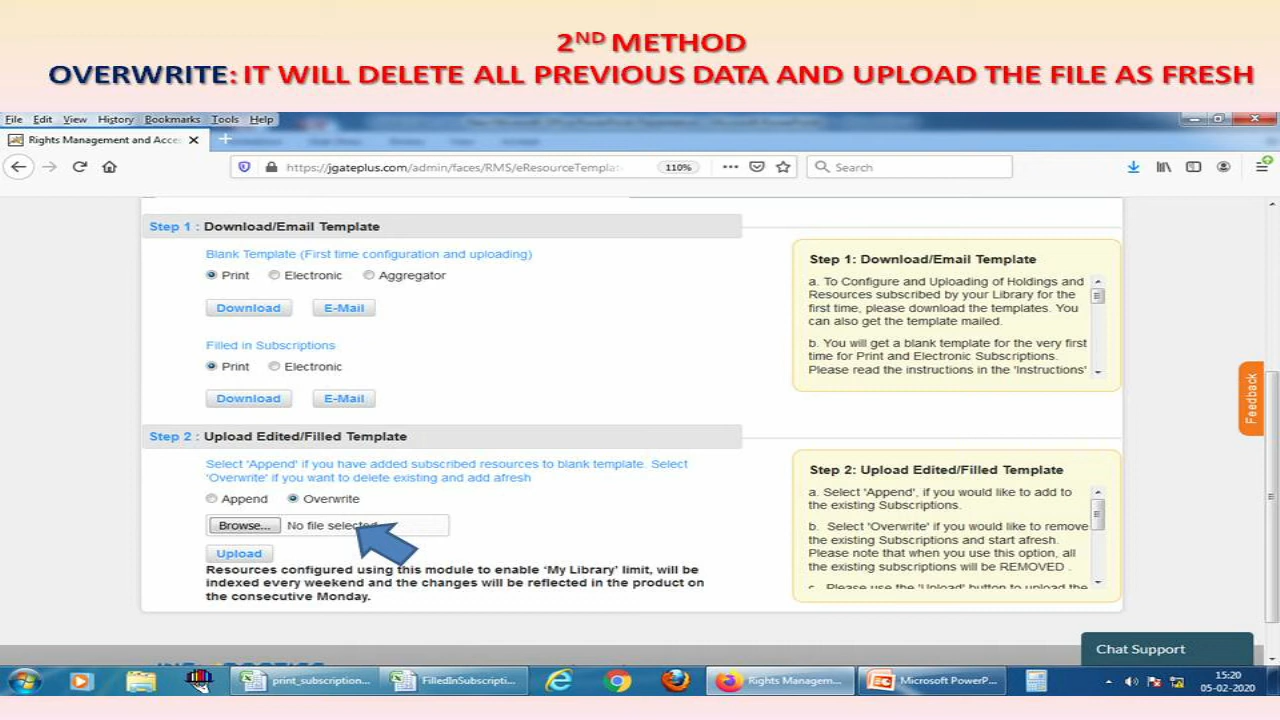 2ND METHOD
OVERWRITE: IT WILL DELETE ALL PREVIOUS DATA AND UPLOAD THE FILE AS FRESH
File Edit View History Bookmarks Tools Help
Rights Management and Acce
https://jgateplus.com/admin/faces/RMS/eResourceTempla 110% Search
Step 1 : Download/Email Template
Blank Template (First time configuration and uploading)
Print Electronic Aggregator
Download E-Mail
Filled in Subscriptions
Print Electronic
Download E-Mail
Step 1: Download/Email Template
a. To Configure and Uploading of Holdings and
Resources subscribed by your Library for the
first time, please download the templates. You
can also get the template mailed.
b. You will get a blank template for the very first
time for Print and Electronic Subscriptions.
Please read the instructions in the 'Instructions'
Feedback
Step 2 : Upload Edited/Filled Template
Select 'Append' if you have added subscribed resources to blank template. Select
'Overwrite' if you want to delete existing and add afresh
Append Overwrite
Browse... No file selected
Upload
Resources configured using this module to enable 'My Library' limit, will be
indexed every weekend and the changes will be reflected in the product on
the consecutive Monday.
Step 2: Upload Edited/Filled Template
a. Select 'Append', if you would like to add to
the existing Subscriptions.
b. Select 'Overwrite' if you would like to remove
the existing Subscriptions and start afresh.
Please note that when you use this option, all
the existing subscriptions will be REMOVED .
c. Please use the 'Upload' button to upload the
Chat Support
print_subscription... FilledInSubscripti... Rights Managem... Microsoft PowerP...
15:20
05-02-2020